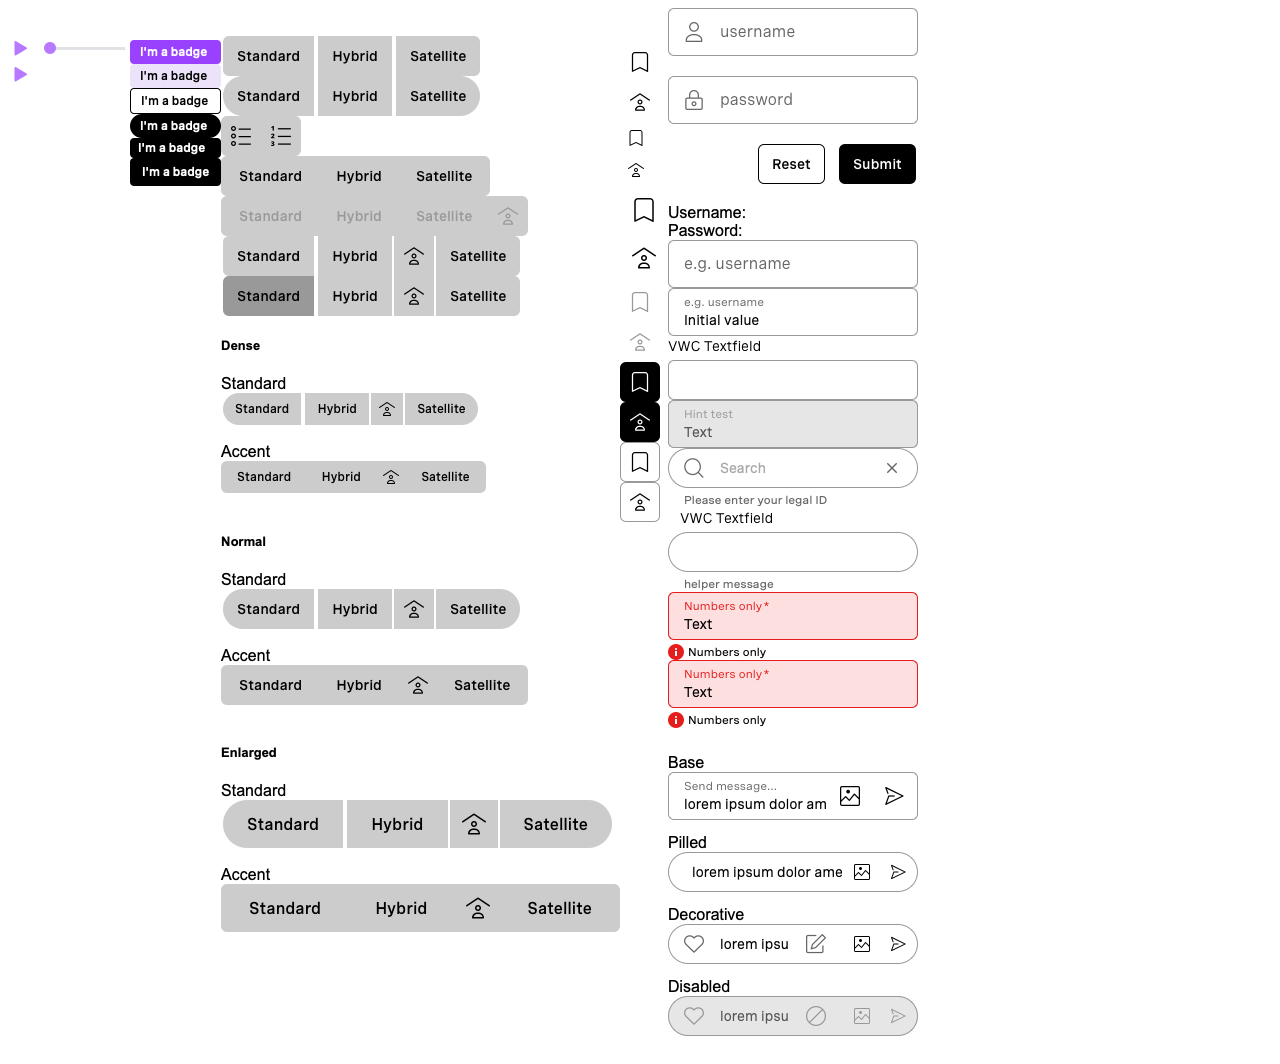 I'm a badge
I'm a badge
I'm a badge
I'm a badge
I'm a badge
I'm a badge
Standard Hybrid Satellite
Standard Hybrid Satellite
1 2 3
Standard Hybrid Satellite
Standard Hybrid Satellite
Standard Hybrid Satellite
Standard Hybrid Satellite
Dense
Standard
Standard Hybrid Satellite
Accent
Standard Hybrid Satellite
Normal
Standard
Standard Hybrid Satellite
Accent
Standard Hybrid Satellite
Enlarged
Standard
Standard Hybrid Satellite
Accent
Standard Hybrid Satellite
username
password
Reset Submit
Username:
Password:
e.g. username
e.g. username
Initial value
VWC Textfield
Hint test
Text
Search
Please enter your legal ID
VWC Textfield
helper message
Numbers only*
Text
Numbers only
Numbers only*
Text
Numbers only
Base
Send message...
lorem ipsum dolor am
Pilled
lorem ipsum dolor ame
Decorative
lorem ipsu
Disabled
lorem ipsu